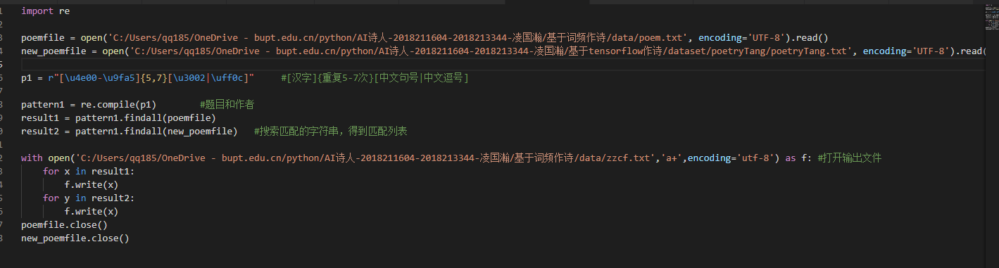 import re
poemfile = open('C:/Users/qq185/OneDrive - bupt.edu.cn/python/AI诗人-2018211604-2018213344-凌国瀚/基于词频作诗/data/poem.txt', encoding='UTF-8').read()
new_poemfile = open('C:/Users/qq185/OneDrive - bupt.edu.cn/python/AI诗人-2018211604-2018213344-凌国瀚/基于tensorflow作诗/dataset/poetryTang/poetryTang.txt', encoding='UTF-8').read(
p1 = r"[\u4e00-\u9fa5]{5,7}[\u3002|\uff0c]" #[汉字]{重复5-7次}[中文句号|中文逗号]
pattern1 = re.compile(p1) #题目和作者
result1 = pattern1.findall(poemfile)
result2 = pattern1.findall(new_poemfile) #搜索匹配的字符串，得到匹配列表
with open('C:/Users/qq185/OneDrive - bupt.edu.cn/python/AI诗人-2018211604-2018213344-凌国瀚/基于词频作诗/data/zzcf.txt','a+',encoding='utf-8') as f: #打开输出文件
for x in result1:
f.write(x)
for y in result2:
f.write(x)
poemfile.close()
new_poemfile.close()